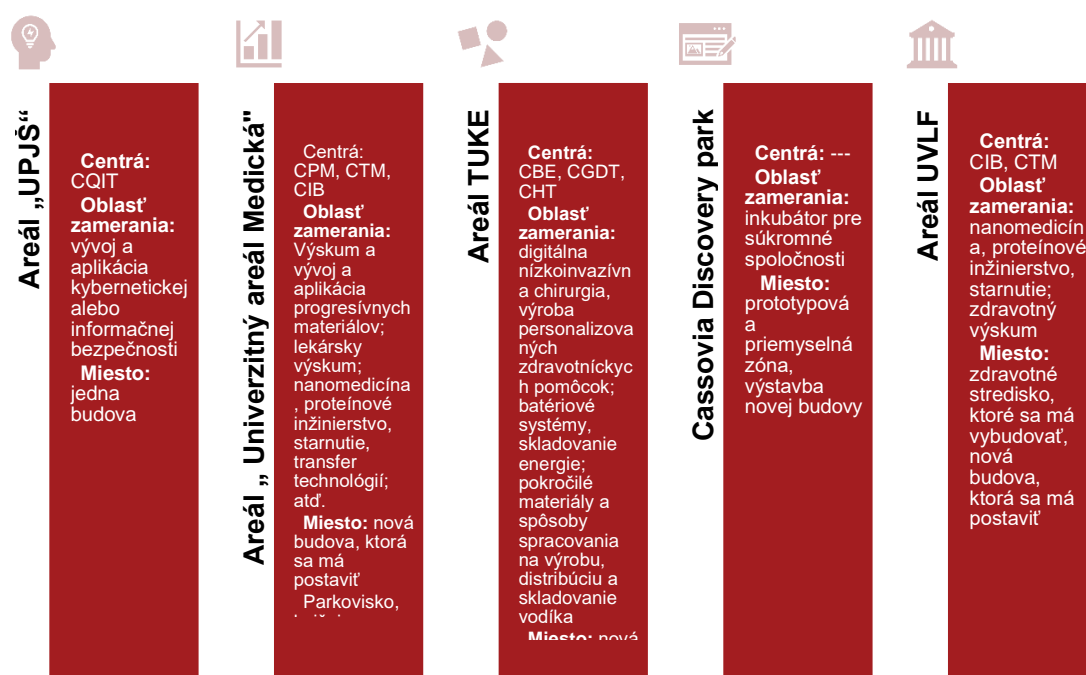 Areál „UPJŠ“
Centrá:
CQIT
Oblasť
zamerania:
vývoj a
aplikácia
kybernetickej
alebo
informačnej
bezpečnosti
Miesto:
jedna
budova
Areál „ Univerzitný areál Medická"
Centrá:
CPM, CTM,
CIB
Oblasť
zamerania:
Výskum a
vývoj a
aplikácia
progresívnych
materiálov;
lekársky
výskum;
nanomedicína
, proteínové
inžinierstvo,
starnutie,
transfer
technológií;
atď.
Miesto: nová
budova, ktorá
sa má
postaviť
Parkovisko,
Areál TUKE
Centrá:
CBE, CGDT,
CHT
Oblasť
zamerania:
digitálna
nízkoinvazívn
a chirurgia,
výroba
personalizova
ných
zdravotníckyc
h pomôcok;
batériové
systémy,
skladovanie
energie;
pokročilé
materiály a
spôsoby
spracovania
na výrobu,
distribúciu a
skladovanie
vodíka
Miesto: nová
Cassovia Discovery park
Centrá: ---
Oblasť
zamerania:
inkubátor pre
súkromné
spoločnosti
Miesto:
prototypová
a
priemyselná
zóna,
výstavba
novej budovy
Areál UVLF
Centrá:
CIB, CTM
Oblasť
zamerania:
nanomedicín
a, proteínové
inžinierstvo,
starnutie;
zdravotný
výskum
Miesto:
zdravotné
stredisko,
ktoré sa má
vybudovať,
nová
budova,
ktorá sa má
postaviť